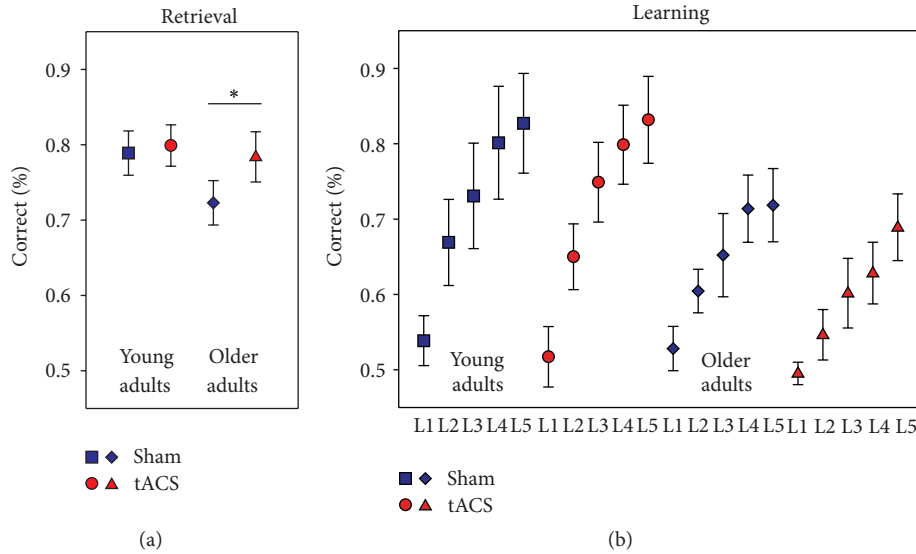 Retrieval
Correct (%)
0.9
0.8
0.7
0.6
0.5
*
Young adults
Older adults
Sham
tACS
(a)
Learning
Correct (%)
0.9
0.8
0.7
0.6
0.5
Young adults
Older adults
L1 L2 L3 L4 L5 L1 L2 L3 L4 L5 L1 L2 L3 L4 L5 L1 L2 L3 L4 L5
Sham
tACS
(b)